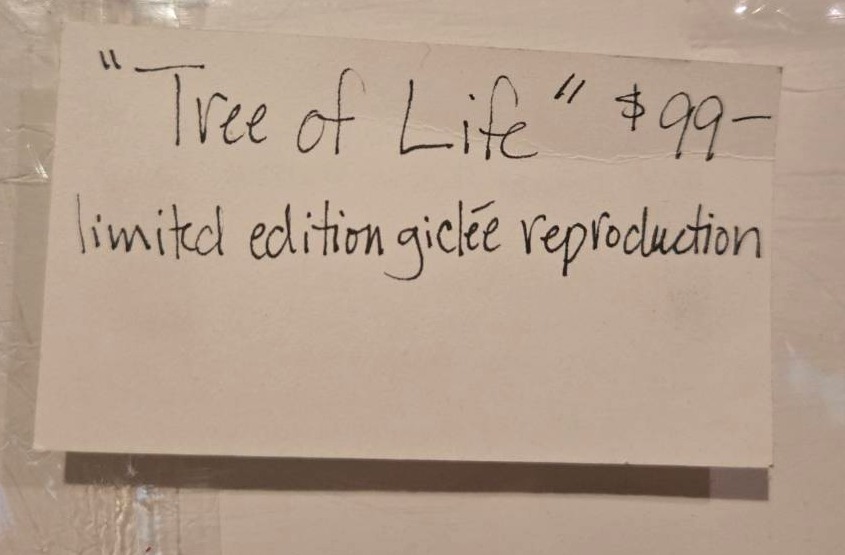 "Tree of Life" $99-
limited edition giclée reproduction